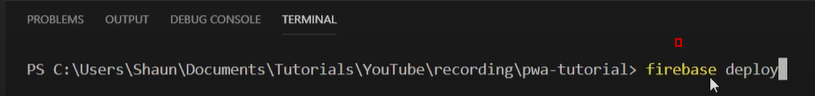 PROBLEMS OUTPUT DEBUG CONSOLE TERMINAL
PS C:\Users\Shaun\Documents\Tutorials\YouTube\recording\pwa-tutorial> firebase deploy